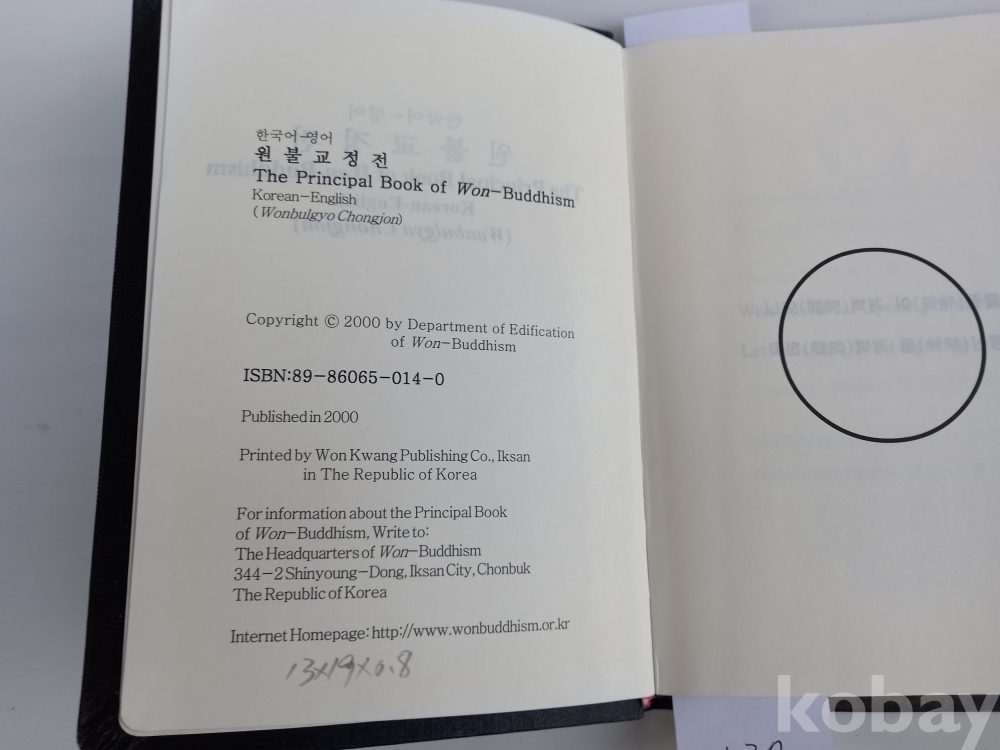 한국어-영어
원 불 교 정 전
The Principal Book of Won-Buddhism
Korean-English
(Wonbulgyo Chongjon)
Copyright © 2000 by Department of Edification
of Won-Buddhism
ISBN:89-86065-014-0
Published in 2000
Printed by Won Kwang Publishing Co., Iksan
in The Republic of Korea
For information about the Principal Book
of Won-Buddhism, Write to:
The Headquarters of Won-Buddhism
344-2 Shinyoung-Dong, Iksan City, Chonbuk
The Republic of Korea
Internet Homepage: http://www.wonbuddhism.or.kr
13x19x0.8
kobay